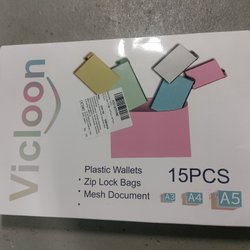 Vicloon
Plastic Wallets
• Zip Lock Bags
• Mesh Document
15PCS
A3 A4 A5